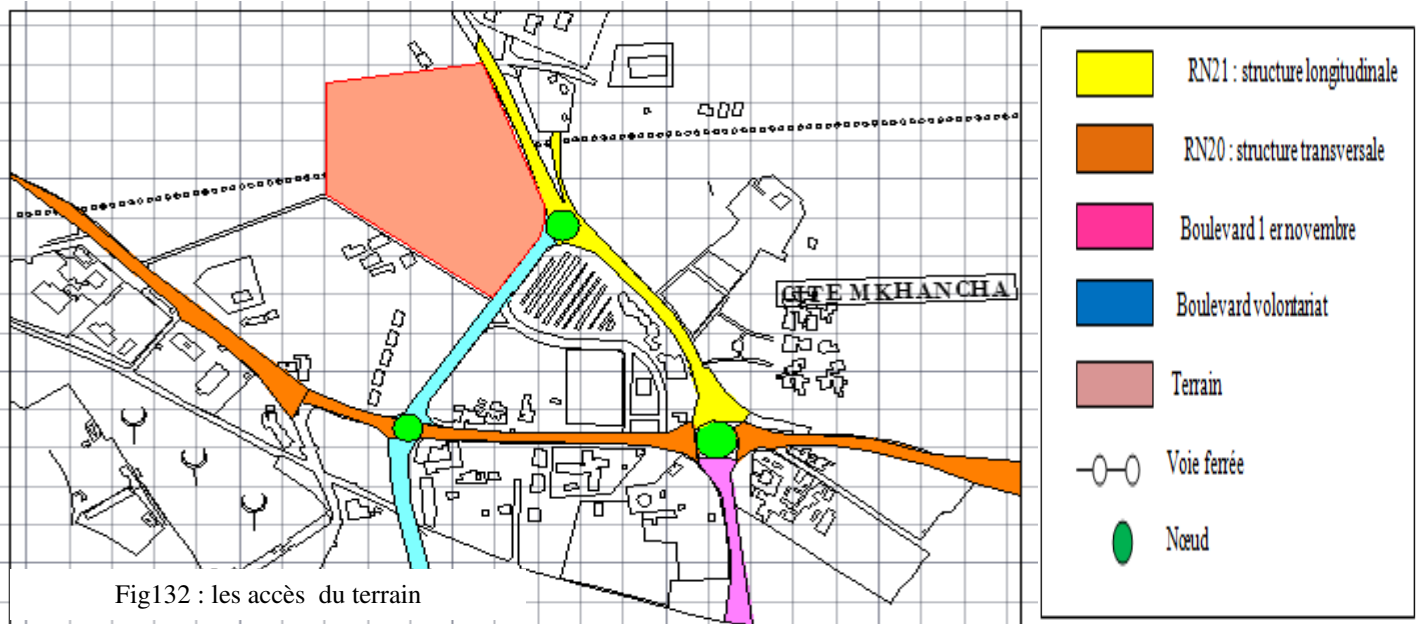 RN21 : structure longitudinale
RN20 : structure transversale
Boulevard 1 er novembre
Boulevard volontariat
Terrain
Voie ferrée
Nœud
CITE MKHANCHA
Fig132 : les accès du terrain